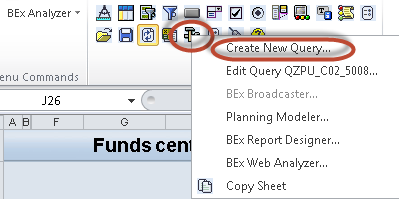 BEx Analyzer
enu Commands
J26
A
B
F
G
Funds cent
Create New Query...
Edit Query QZPU_C02_5008...
BEx Broadcaster...
Planning Modeler...
BEx Report Designer...
BEx Web Analyzer...
Copy Sheet